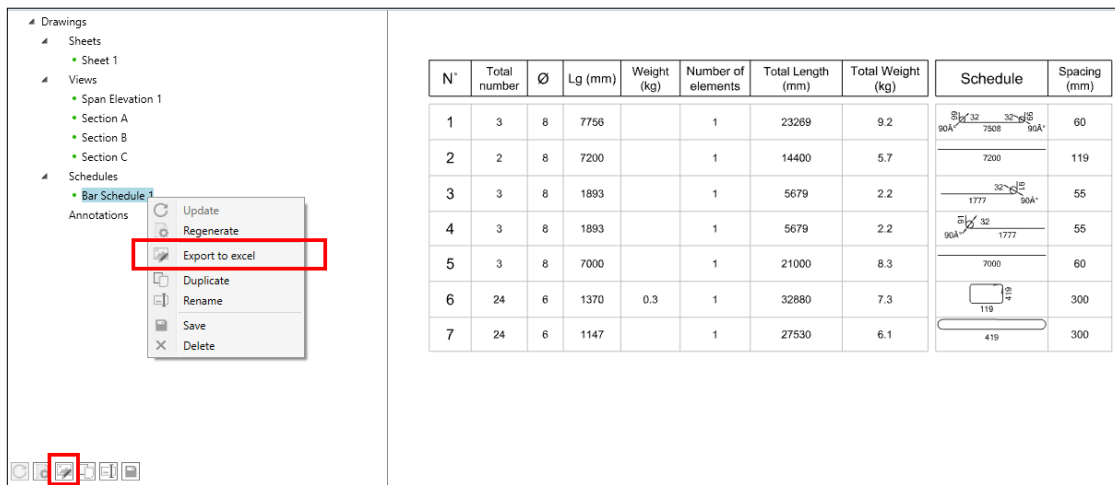 Drawings
Sheets
Sheet 1
Views
Span Elevation 1
Section A
Section B
Section C
Schedules
Bar Schedule 1
Annotations
Update
Regenerate
Export to excel
Duplicate
Rename
Save
Delete
N° Total number Ø Lg (mm) Weight (kg) Number of elements Total Length (mm) Total Weight (kg) Schedule Spacing (mm)
1 3 8 7756 1 23269 9.2 99 32 32 99 90Â° 7508 90Â° 60
2 2 8 7200 1 14400 5.7 7200 119
3 3 8 1893 1 5679 2.2 32 91 1777 90Â° 55
4 3 8 1893 1 5679 2.2 91 32 90Â° 1777 55
5 3 8 7000 1 21000 8.3 7000 60
6 24 6 1370 0.3 1 32880 7.3 419 119 300
7 24 6 1147 1 27530 6.1 419 300